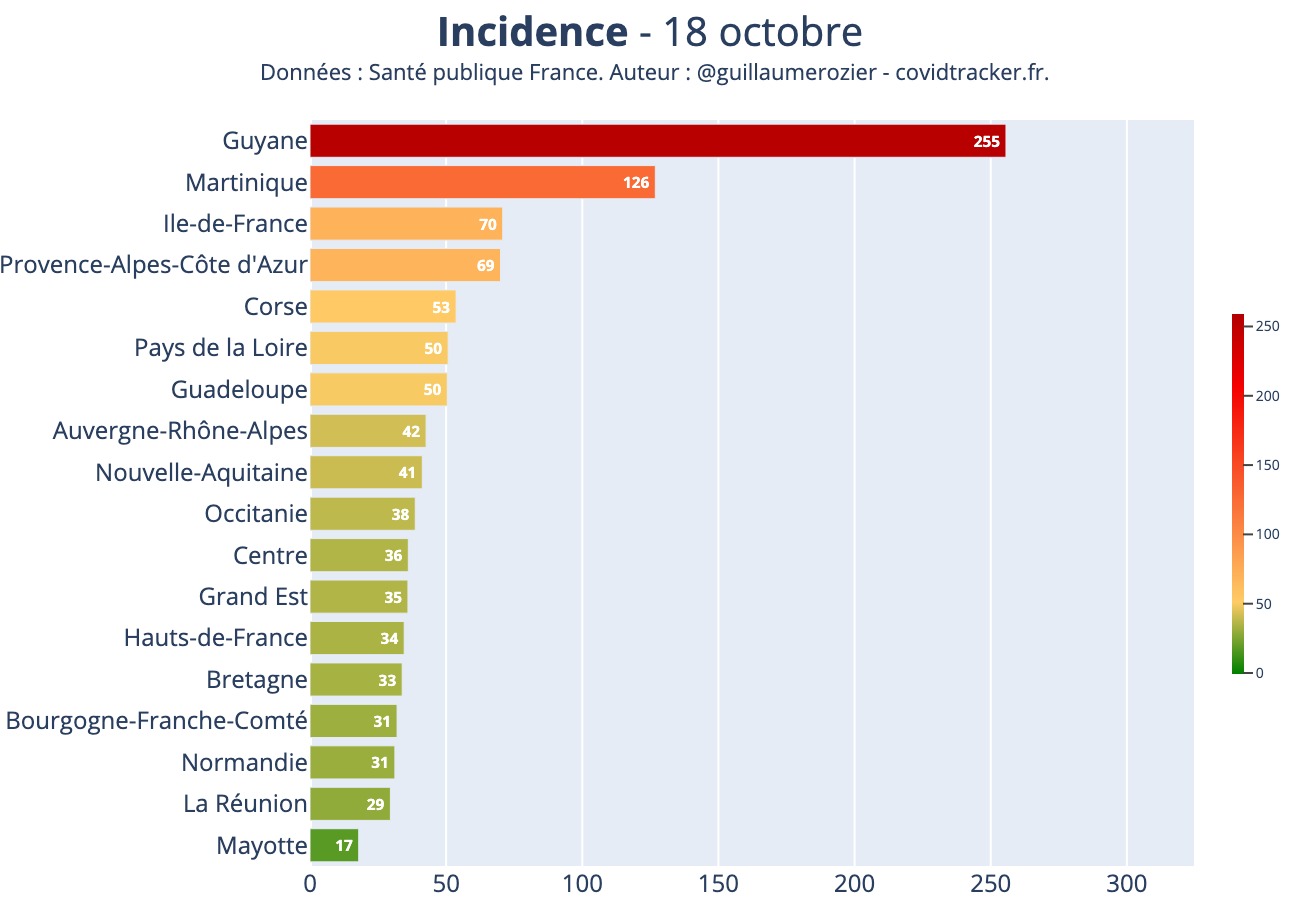 Incidence - 18 octobre
Données : Santé publique France. Auteur : @guillaumerozier - covidtracker.fr.
Guyane 255
Martinique 126
Ile-de-France 70
Provence-Alpes-Côte d'Azur 69
Corse 53
Pays de la Loire 50
Guadeloupe 50
Auvergne-Rhône-Alpes 42
Nouvelle-Aquitaine 41
Occitanie 38
Centre 36
Grand Est 35
Hauts-de-France 34
Bretagne 33
Bourgogne-Franche-Comté 31
Normandie 31
La Réunion 29
Mayotte 17
0 50 100 150 200 250 300
250
200
150
100
50
0